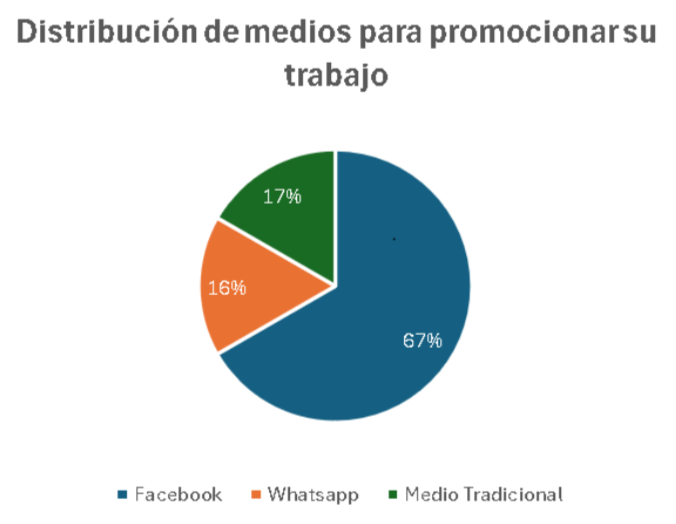 Distribución de medios para promocionar su
trabajo
17%
16%
67%
Facebook Whatsapp Medio Tradicional